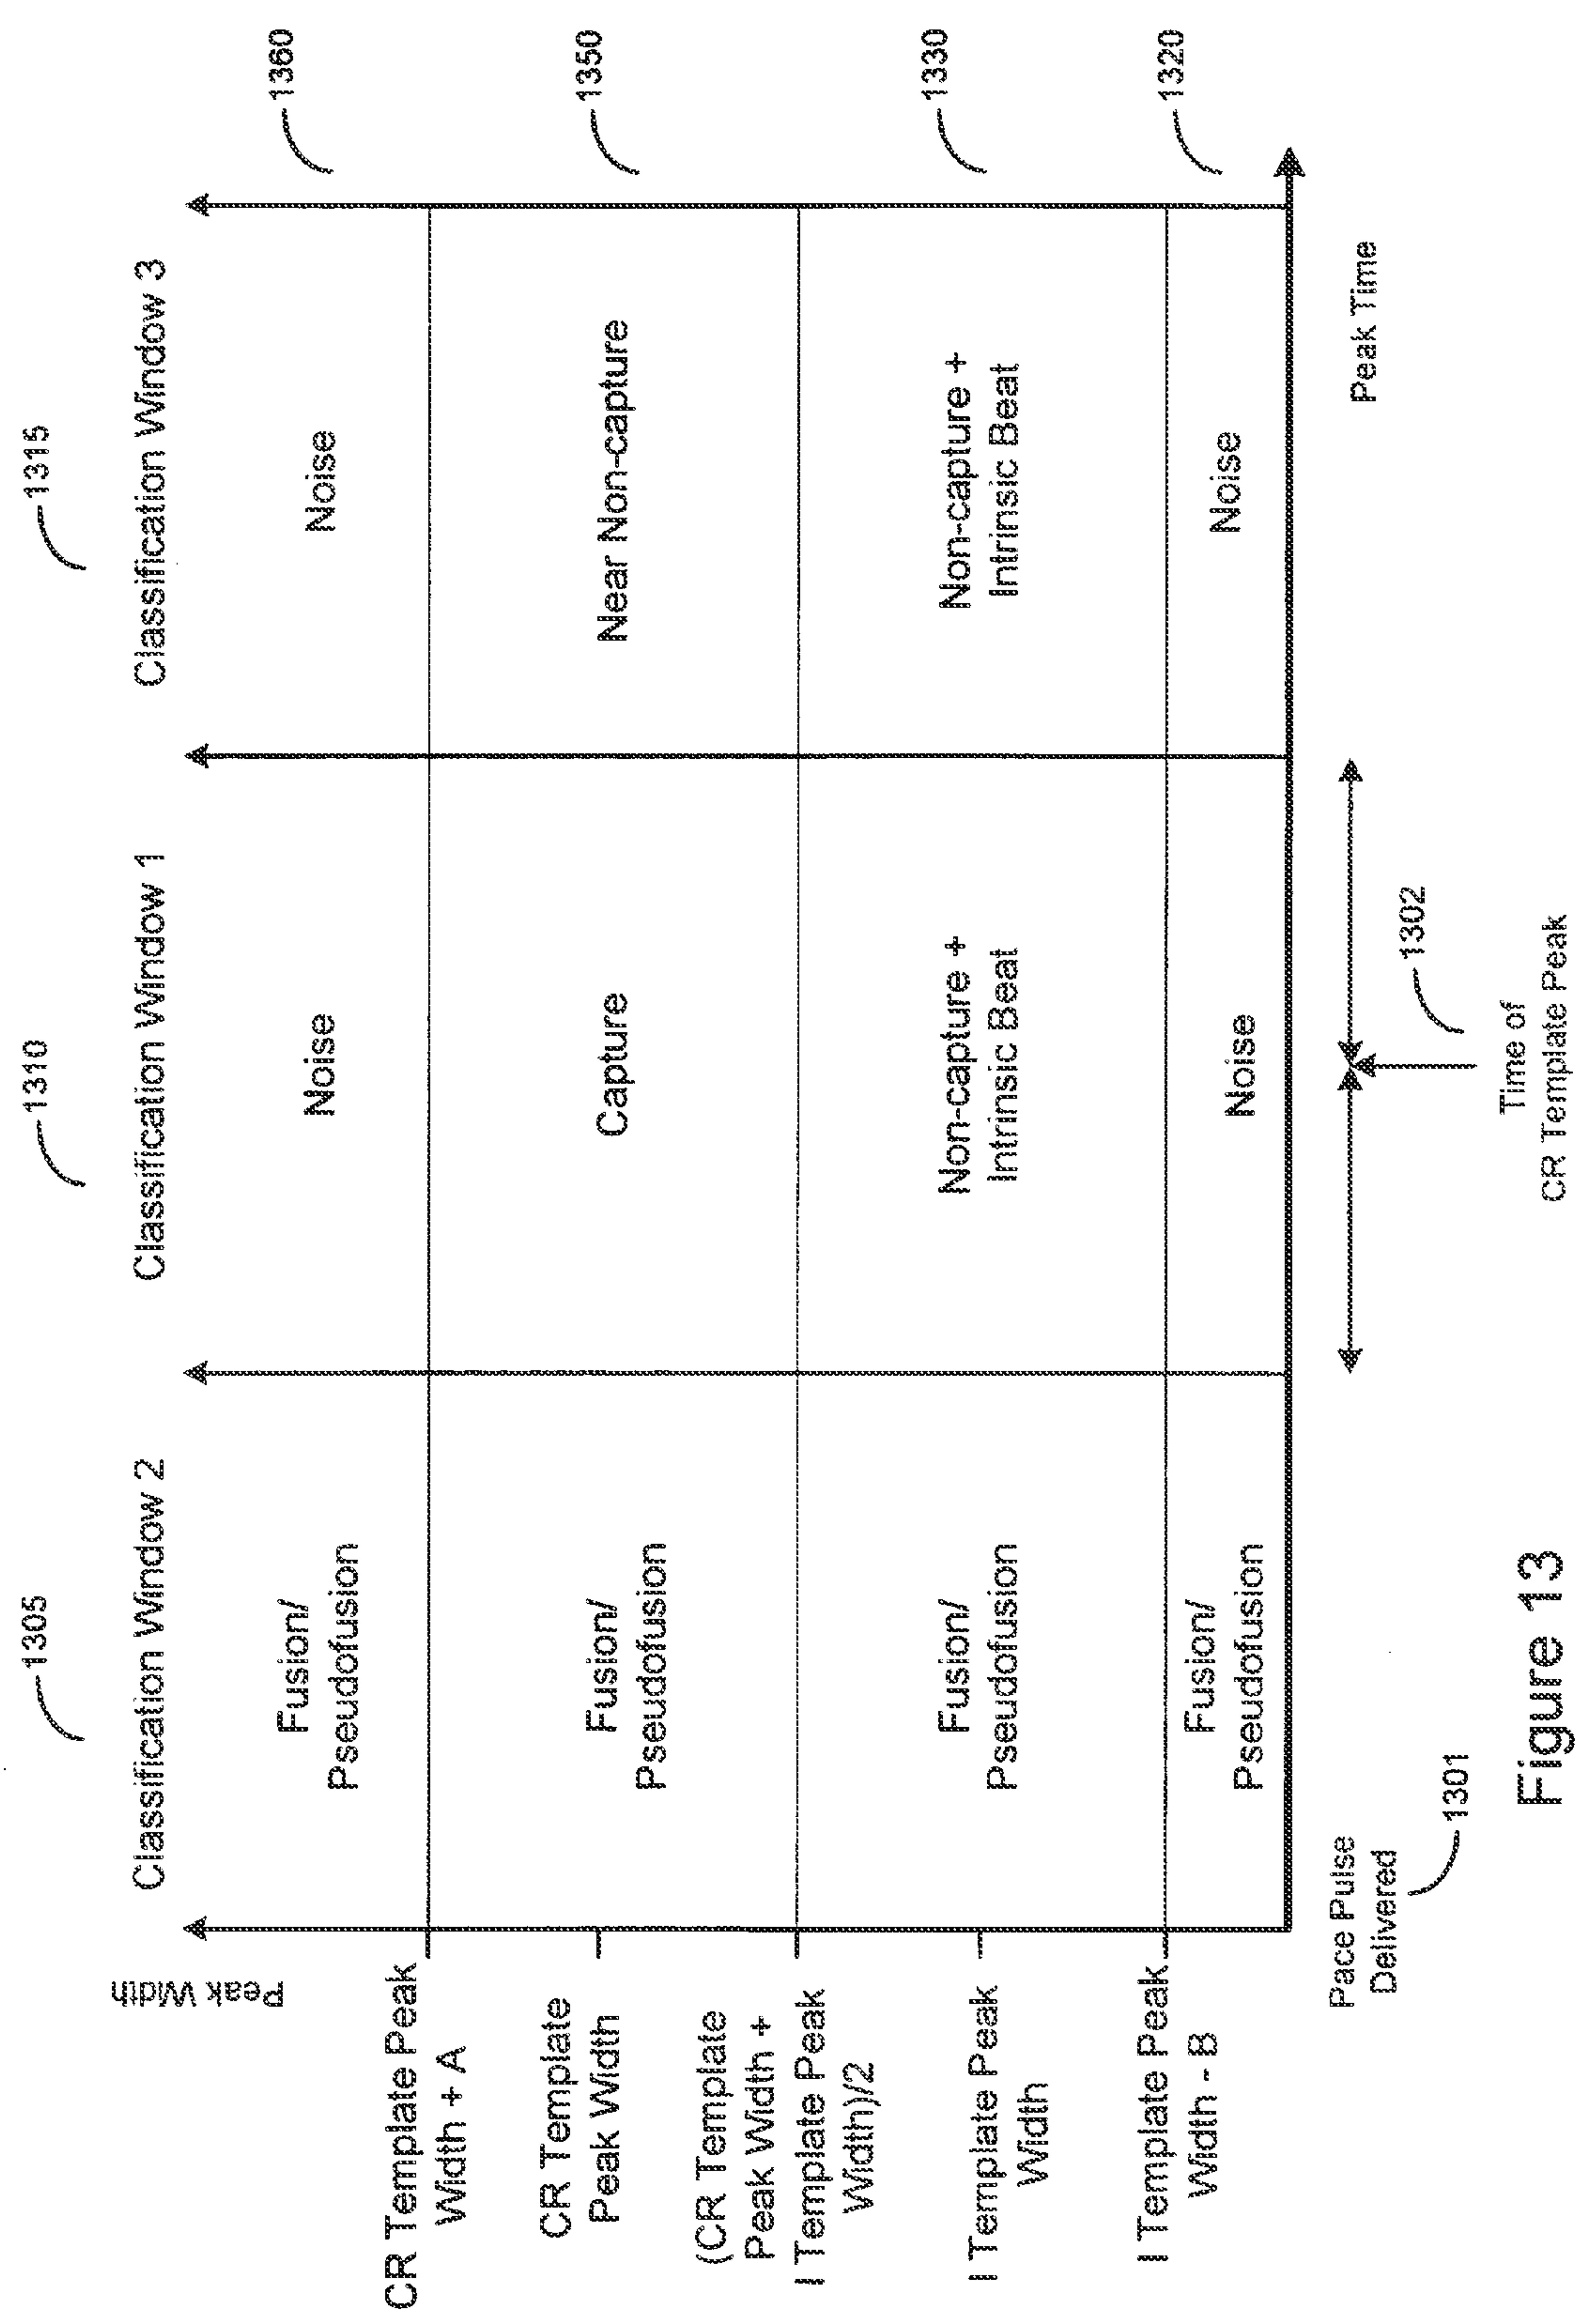 1305
1310
1315
Classification Window 2
Classification Window 1
Classification Window 3
Peak Width
CR Template Peak
Width + A
Fusion/
Pseudofusion
Noise
Noise
1360
CR Template
Peak Width
Fusion/
Pseudofusion
Capture
Near Non-capture
1350
(CR Template
Peak Width +
I Template Peak
Width)/2
I Template Peak
Width
Fusion/
Pseudofusion
Non-capture +
Intrinsic Beat
Non-capture +
Intrinsic Beat
1330
I Template Peak
Width - B
Fusion/
Pseudofusion
Noise
Noise
1320
Pace Pulse
Delivered
1301
Peak Time
1302
Time of
CR Template Peak
Figure 13